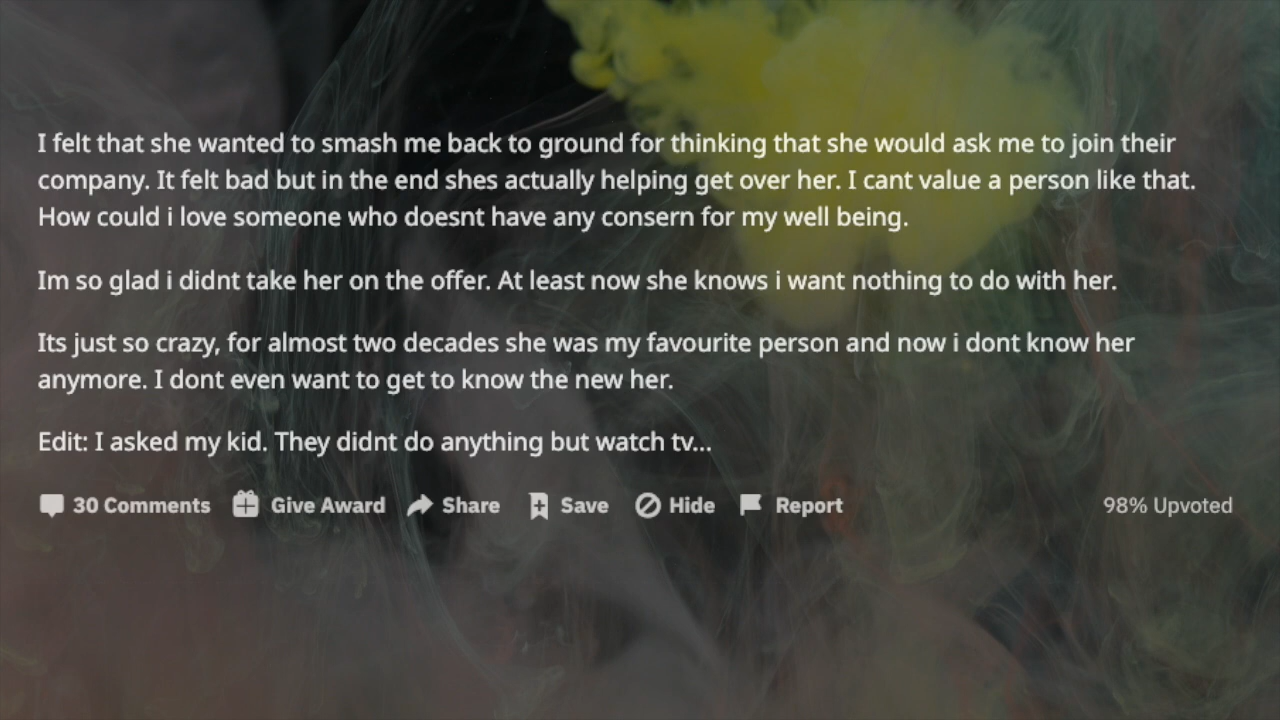 I felt that she wanted to smash me back to ground for thinking that she would ask me to join their
company. It felt bad but in the end shes actually helping get over her. I cant value a person like that.
How could i love someone who doesnt have any consern for my well being.
Im so glad i didnt take her on the offer. At least now she knows i want nothing to do with her.
Its just so crazy, for almost two decades she was my favourite person and now i dont know her
anymore. I dont even want to get to know the new her.
Edit: I asked my kid. They didnt do anything but watch tv...
30 Comments Give Award Share Save Hide Report 98% Upvoted